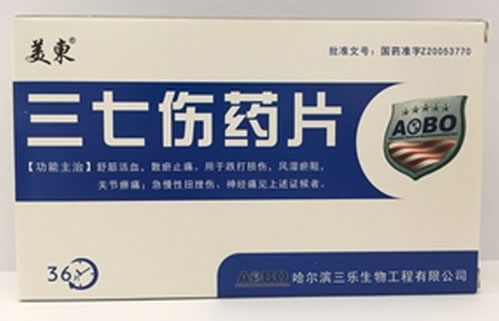 美東®
批准文号：国药准字Z20053770
三七伤药片
AOBO
【功能主治】舒筋活血，散瘀止痛。用于跌打损伤，风湿瘀阻，
关节痹痛；急慢性扭挫伤、神经痛见上述证候者。
36片
AOBO 哈尔滨三乐生物工程有限公司